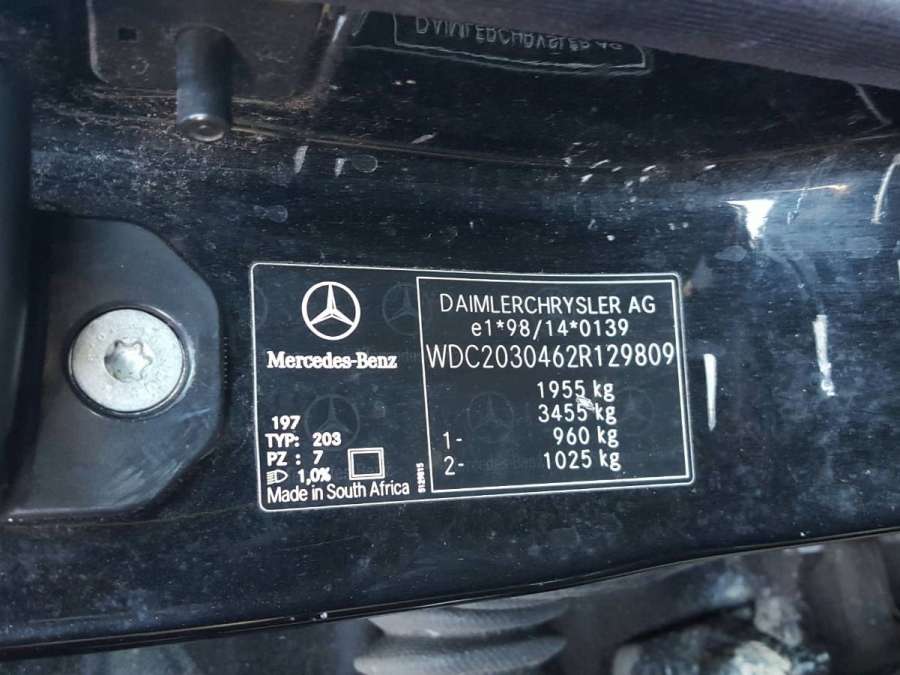 Mercedes-Benz
197
TYP: 203
PZ : 7
1,0%
Made in South Africa
DAIMLERCHRYSLER AG
e1*98/14*0139
WDC2030462R129809
1955 kg
3455 kg
1- 960 kg
2- 1025 kg